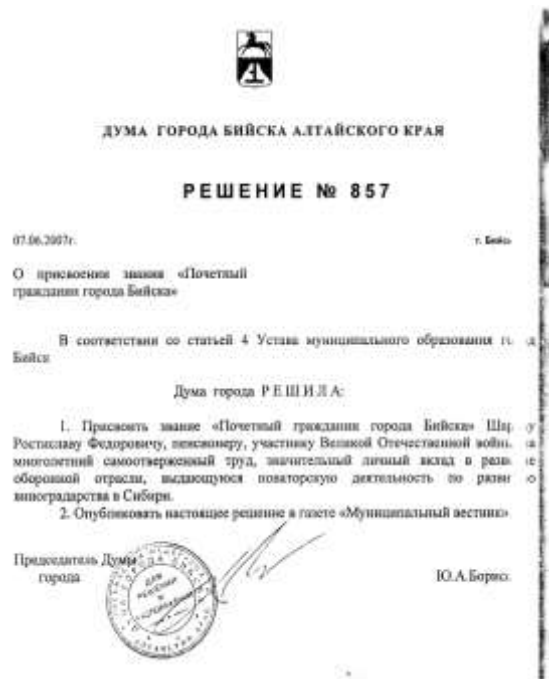 ДУМА ГОРОДА БИЙСКА АЛТАЙСКОГО КРАЯ
РЕШЕНИЕ № 857
07.06.2007г.
г. Бийс
О присвоении звания «Почетный
гражданин города Бийска»
В соответствии со статьей 4 Устава муниципального образования
Бийск
Дума города Р Е Ш И Л А:
1. Присвоить звание «Почетный гражданин города Бийска»
Ростиславу Федоровичу, пенсионеру, участнику Великой Отечественной
многолетний самоотверженный труд, значительный личный вклад в
оборонной отрасли, выдающуюся новаторскую деятельность по
виноградарства в Сибири.
2. Опубликовать настоящее решение в газете «Муниципальный вестник»
Председатель Думы
города
Ю.А.
ДЛЯ
РЕШЕНИЙ